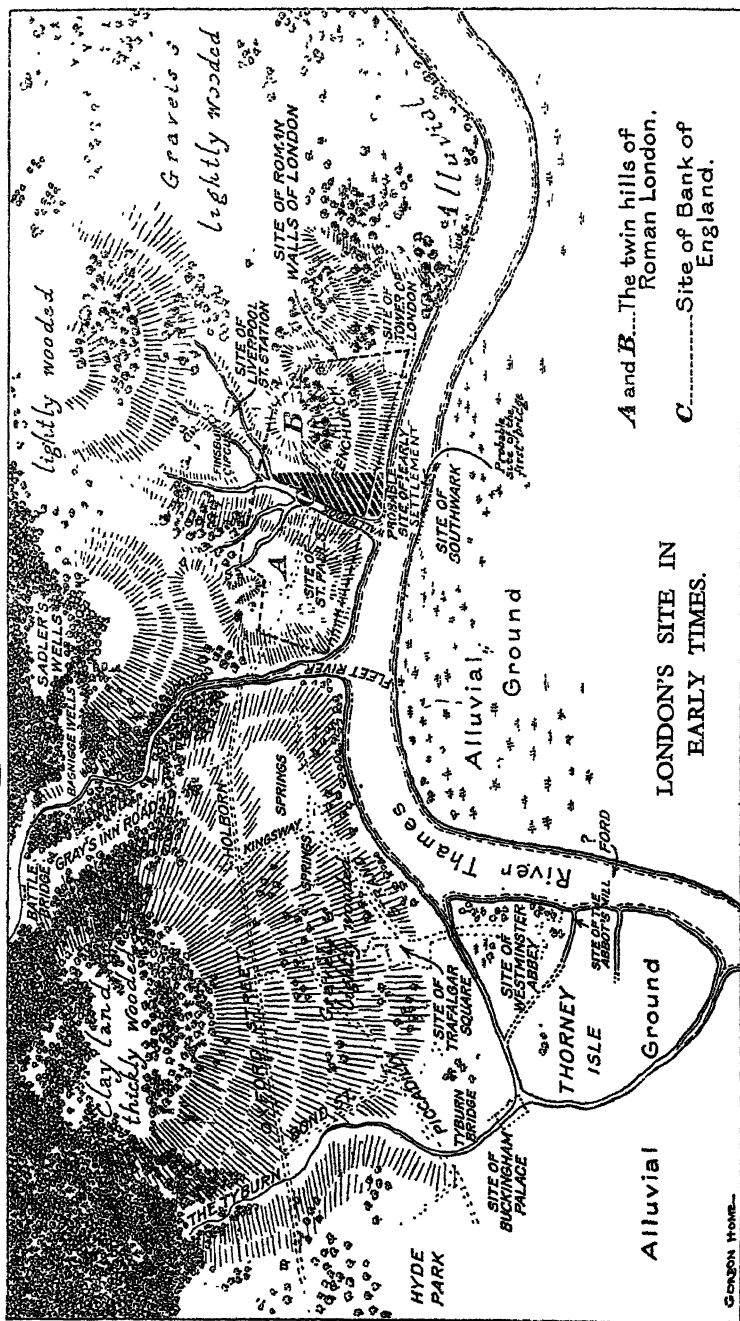 Gravels
lightly wooded
lightly wooded
Alluvial
SITE OF ROMAN
WALLS OF LONDON
SITE OF
LIVERPOOL
ST. STATION
SITE OF
TOWER OF
LONDON
FINSBURY
CIRCUS
B
FENCHURCH
C
PROBABLE
SITE OF EARLY
SETTLEMENT
A
SITE OF
ST. PAUL'S
SADLER'S
WELLS
FLEET RIVER
SITE OF
SOUTHWARK
Probable
site of the
first bridge
Alluvial
Ground
BATTLE
BRIDGE
GRAY'S INN ROAD
HOLBORN
KINGSWAY
SPRINGS
SPRINGS
STRAND
Clay land
thickly wooded
OXFORD STREET
BOND ST.
PICCADILLY
THE TYBURN
SITE OF
TRAFALGAR
SQUARE
River Thames
SITE OF
WESTMINSTER
ABBEY
SITE OF THE
ABBOT'S MILL
? FORD
TYBURN
BRIDGE
THORNEY
ISLE
SITE OF
BUCKINGHAM
PALACE
HYDE
PARK
Alluvial
Ground
A and B...The twin hills of
Roman London.
C............Site of Bank of
England.
LONDON'S SITE IN
EARLY TIMES.
GORDON HOME